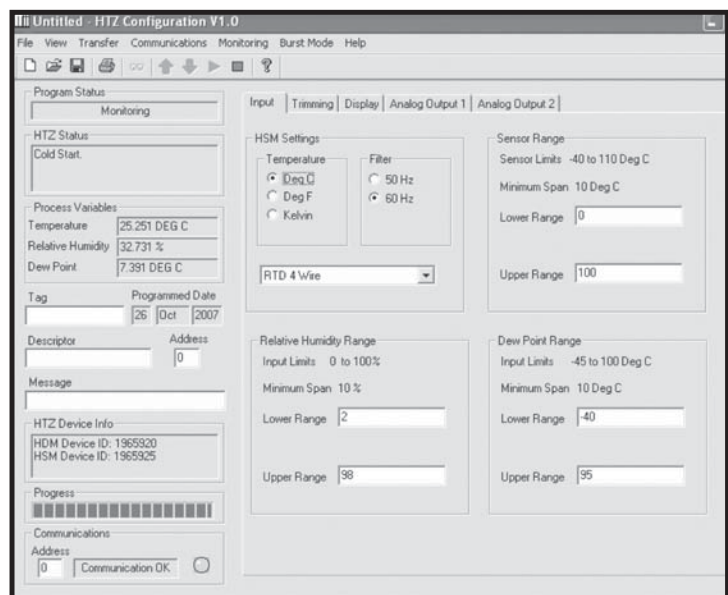 Untitled - HTZ Configuration V1.0
File View Transfer Communications Monitoring Burst Mode Help
Program Status
Monitoring
HTZ Status
Cold Start.
Process Variables
Temperature 25.251 DEG C
Relative Humidity 32.731 %
Dew Point 7.391 DEG C
Tag Programmed Date
26 Oct 2007
Descriptor Address
0
Message
HTZ Device Info
HDM Device ID: 1965920
HSM Device ID: 1965925
Progress
Communications
Address
0 Communication OK
Input Trimming Display Analog Output 1 Analog Output 2
HSM Settings
Temperature
Deg C
Deg F
Kelvin
Filter
50 Hz
60 Hz
RTD 4 Wire
Sensor Range
Sensor Limits -40 to 110 Deg C
Minimum Span 10 Deg C
Lower Range 0
Upper Range 100
Relative Humidity Range
Input Limits 0 to 100%
Minimum Span 10 %
Lower Range 2
Upper Range 98
Dew Point Range
Input Limits -45 to 100 Deg C
Minimum Span 10 Deg C
Lower Range -40
Upper Range 95